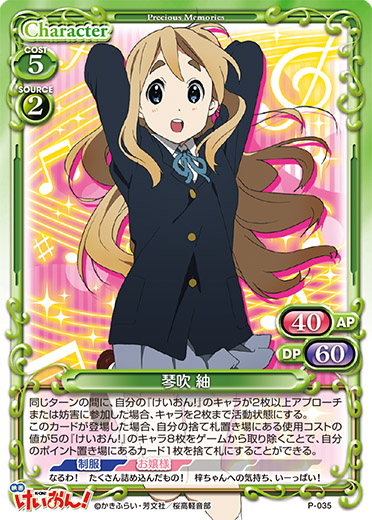 Precious Memories
Character
COST
5
SOURCE
2
40 AP
DP 60
琴吹 紬
同じターンの間に、自分の『けいおん!』のキャラが2枚以上アプローチ
または妨害に参加した場合、キャラを2枚まで活動状態にする。
このカードが登場した場合、自分の捨て札置き場にある使用コストの
値が5の『けいおん!』のキャラ8枚をゲームから取り除くことで、自分
のポイント置き場にあるカード1枚を捨て札にすることができる。
制服 お嬢様
なるわ! たくさん詰め込んだもの! 梓ちゃんへの気持ち、いーっぱい!
映画
けいおん!
K-ON!
©かきふらい・芳文社/桜高軽音部
P-035